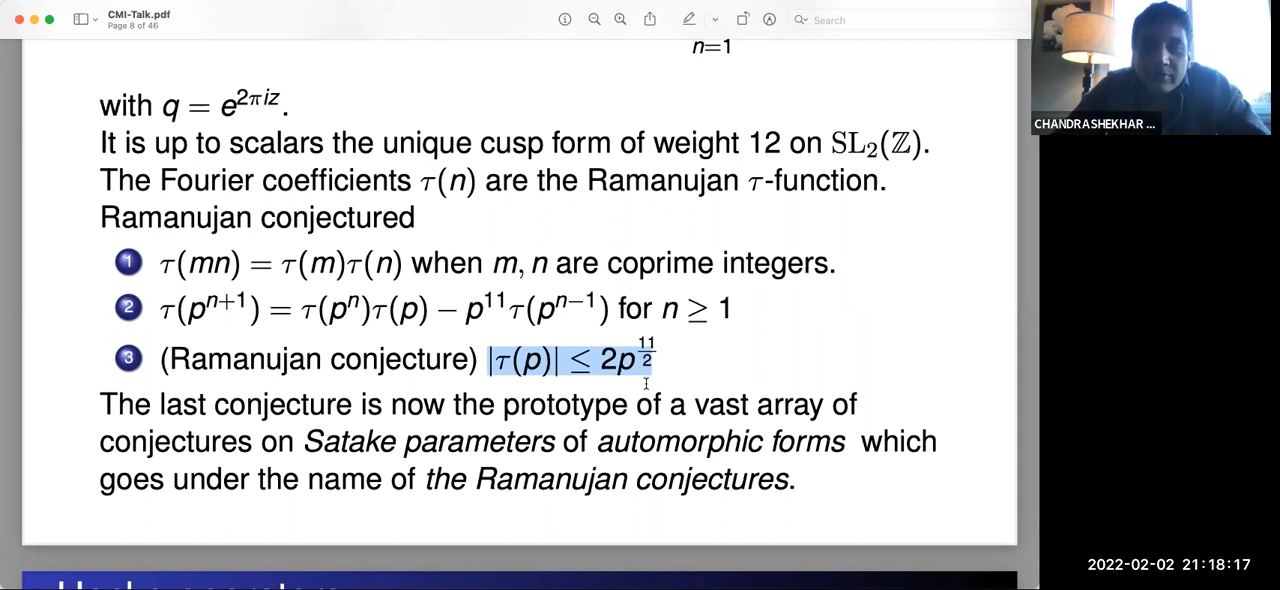 CMI-Talk.pdf
Page 8 of 46
Search
n=1
with q = e^{2πiz}.
It is up to scalars the unique cusp form of weight 12 on SL₂(ℤ).
The Fourier coefficients τ(n) are the Ramanujan τ-function.
Ramanujan conjectured
1 τ(mn) = τ(m)τ(n) when m, n are coprime integers.
2 τ(p^{n+1}) = τ(p^n)τ(p) − p^{11}τ(p^{n−1}) for n ≥ 1
3 (Ramanujan conjecture) |τ(p)| ≤ 2p^{11/2}
The last conjecture is now the prototype of a vast array of
conjectures on Satake parameters of automorphic forms which
goes under the name of the Ramanujan conjectures.
CHANDRASHEKHAR ...
2022-02-02 21:18:17